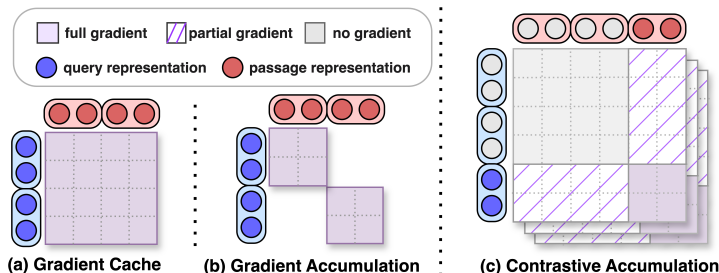 full gradient partial gradient no gradient
query representation passage representation
(a) Gradient Cache (b) Gradient Accumulation (c) Contrastive Accumulation